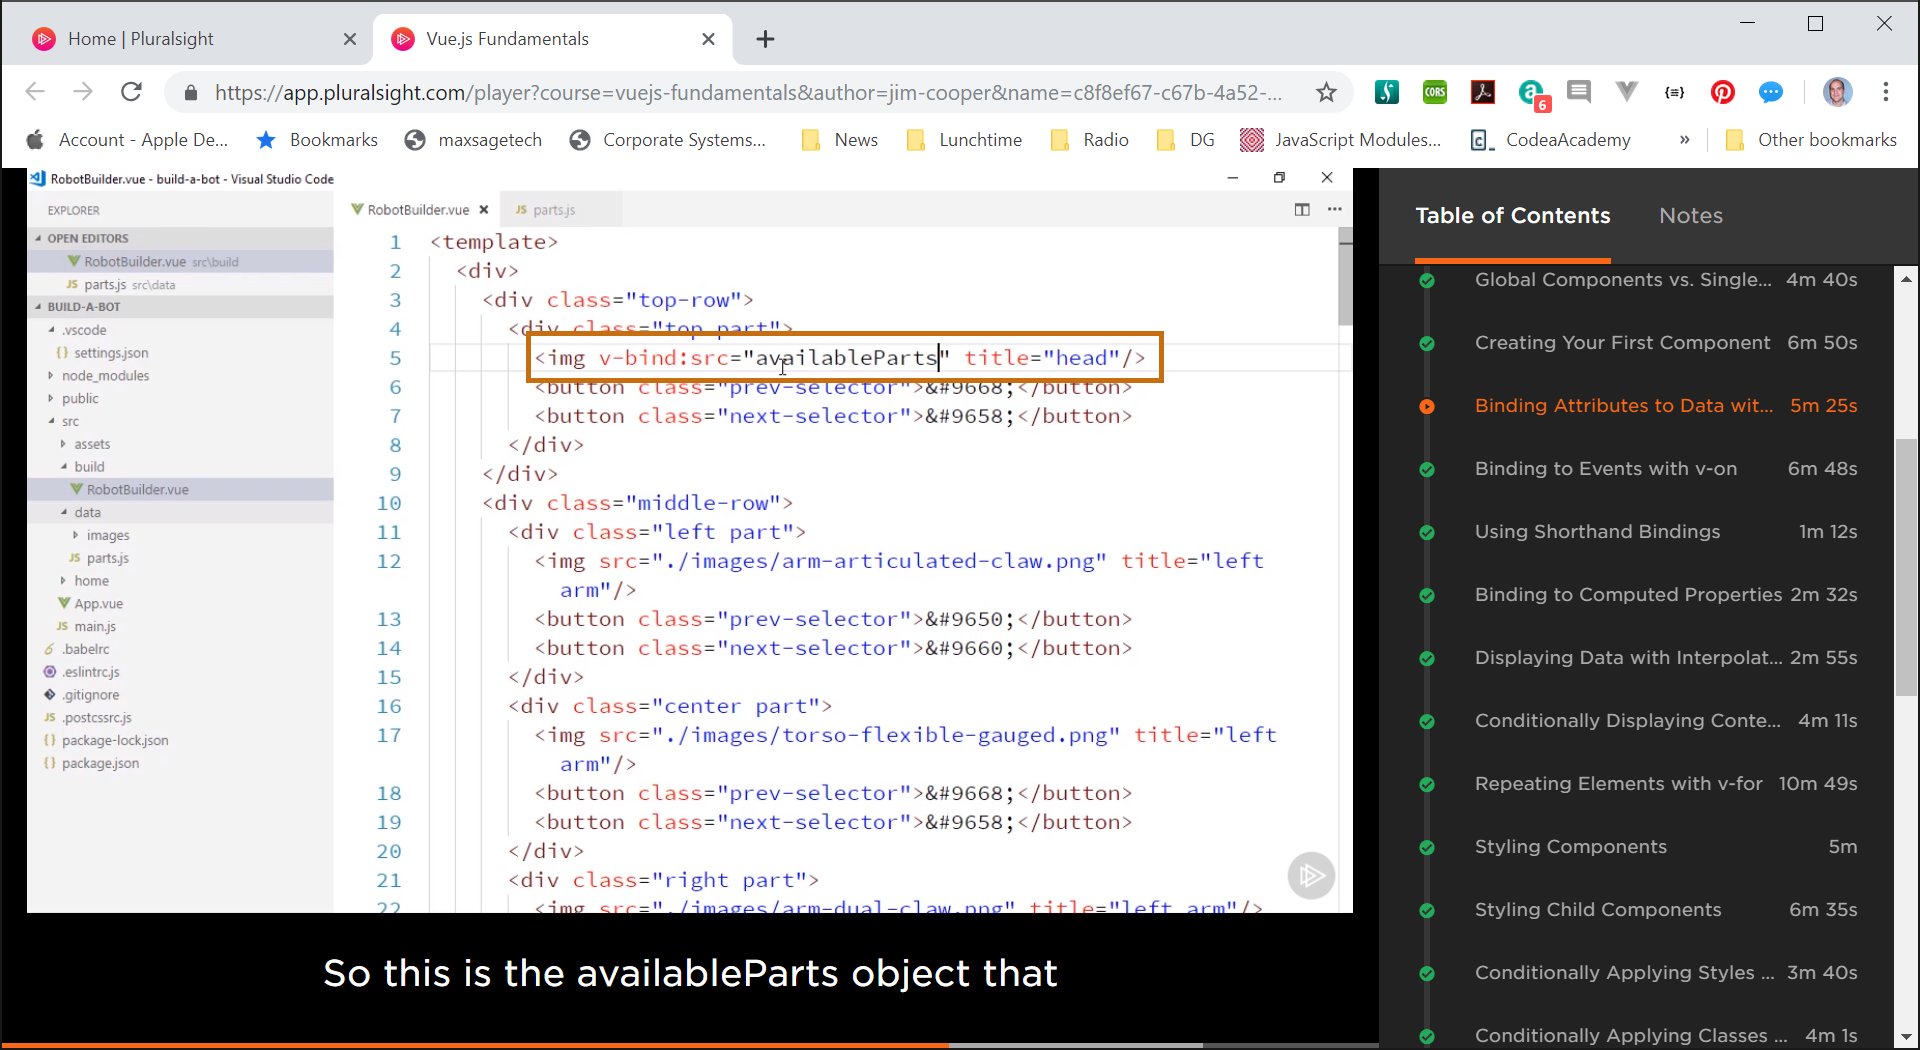 Home | Pluralsight
Vue.js Fundamentals
https://app.pluralsight.com/player?course=vuejs-fundamentals&author=jim-cooper&name=c8f8ef67-c67b-4a52-...
CORS
6
{≡}
Account - Apple De...
Bookmarks
maxsagetech
Corporate Systems...
News
Lunchtime
Radio
DG
JavaScript Modules...
CodeaAcademy
»
Other bookmarks
RobotBuilder.vue - build-a-bot - Visual Studio Code
EXPLORER
OPEN EDITORS
RobotBuilder.vue src\build
JS parts.js src\data
BUILD-A-BOT
.vscode
{} settings.json
node_modules
public
src
assets
build
RobotBuilder.vue
data
images
JS parts.js
home
App.vue
JS main.js
.babelrc
.eslintrc.js
.gitignore
JS .postcssrc.js
{} package-lock.json
{} package.json
RobotBuilder.vue
JS parts.js
1 <template>
2 <div>
3 <div class="top-row">
4 <div class="top part">
5 <img v-bind:src="availableParts" title="head"/>
6 <button class="prev-selector">&#9668;</button>
7 <button class="next-selector">&#9658;</button>
8 </div>
9 </div>
10 <div class="middle-row">
11 <div class="left part">
12 <img src="./images/arm-articulated-claw.png" title="left
arm"/>
13 <button class="prev-selector">&#9650;</button>
14 <button class="next-selector">&#9660;</button>
15 </div>
16 <div class="center part">
17 <img src="./images/torso-flexible-gauged.png" title="left
arm"/>
18 <button class="prev-selector">&#9668;</button>
19 <button class="next-selector">&#9658;</button>
20 </div>
21 <div class="right part">
22 <img src="./images/arm-dual-claw.png" title="left arm"/>
So this is the availableParts object that
Table of Contents
Notes
Global Components vs. Single... 4m 40s
Creating Your First Component 6m 50s
Binding Attributes to Data wit... 5m 25s
Binding to Events with v-on 6m 48s
Using Shorthand Bindings 1m 12s
Binding to Computed Properties 2m 32s
Displaying Data with Interpolat... 2m 55s
Conditionally Displaying Conte... 4m 11s
Repeating Elements with v-for 10m 49s
Styling Components 5m
Styling Child Components 6m 35s
Conditionally Applying Styles ... 3m 40s
Conditionally Applying Classes ... 4m 1s